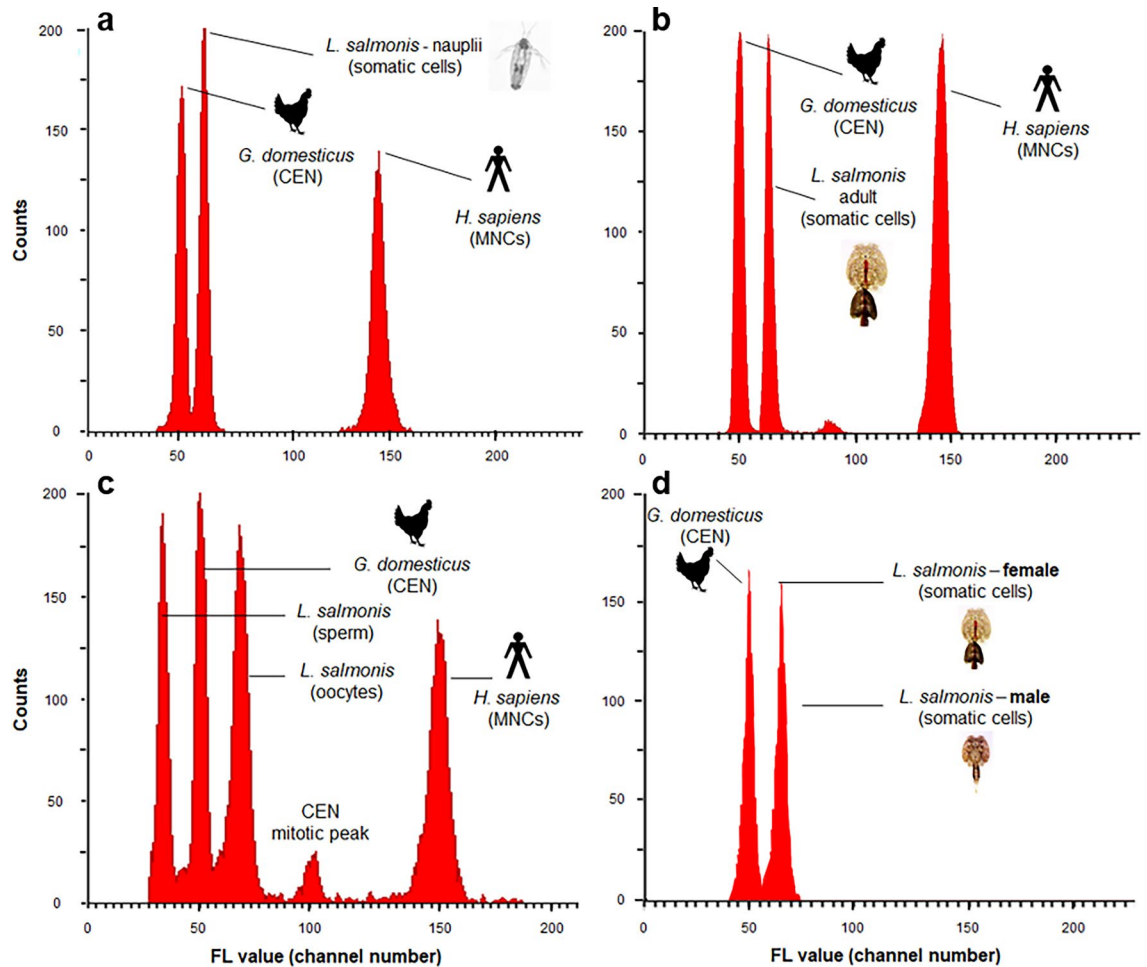 a
200
150
100
50
0
Counts
L. salmonis - nauplii
(somatic cells)
G. domesticus
(CEN)
H. sapiens
(MNCs)
0 50 100 150 200
b
200
150
100
50
0
G. domesticus
(CEN)
H. sapiens
(MNCs)
L. salmonis
adult
(somatic cells)
0 50 100 150 200
c
200
150
100
50
0
Counts
G. domesticus
(CEN)
L. salmonis
(sperm)
L. salmonis
(oocytes)
H. sapiens
(MNCs)
CEN
mitotic peak
0 50 100 150 200
FL value (channel number)
d
200
150
100
50
0
G. domesticus
(CEN)
L. salmonis – female
(somatic cells)
L. salmonis – male
(somatic cells)
0 50 100 150 200
FL value (channel number)